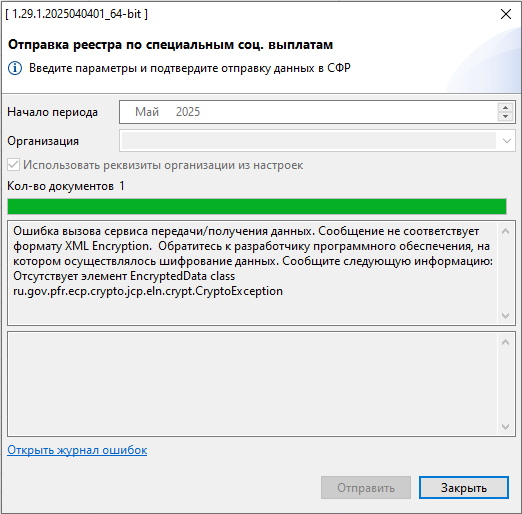 [ 1.29.1.2025040401_64-bit ]
Отправка реестра по специальным соц. выплатам
Введите параметры и подтвердите отправку данных в СФР
Начало периода
Май 2025
Организация
Использовать реквизиты организации из настроек
Кол-во документов 1
Ошибка вызова сервиса передачи/получения данных. Сообщение не соответствует
формату XML Encryption. Обратитесь к разработчику программного обеспечения, на
котором осуществлялось шифрование данных. Сообщите следующую информацию:
Отсутствует элемент EncryptedData class
ru.gov.pfr.ecp.crypto.jcp.eln.crypt.CryptoException
Открыть журнал ошибок
Отправить
Закрыть